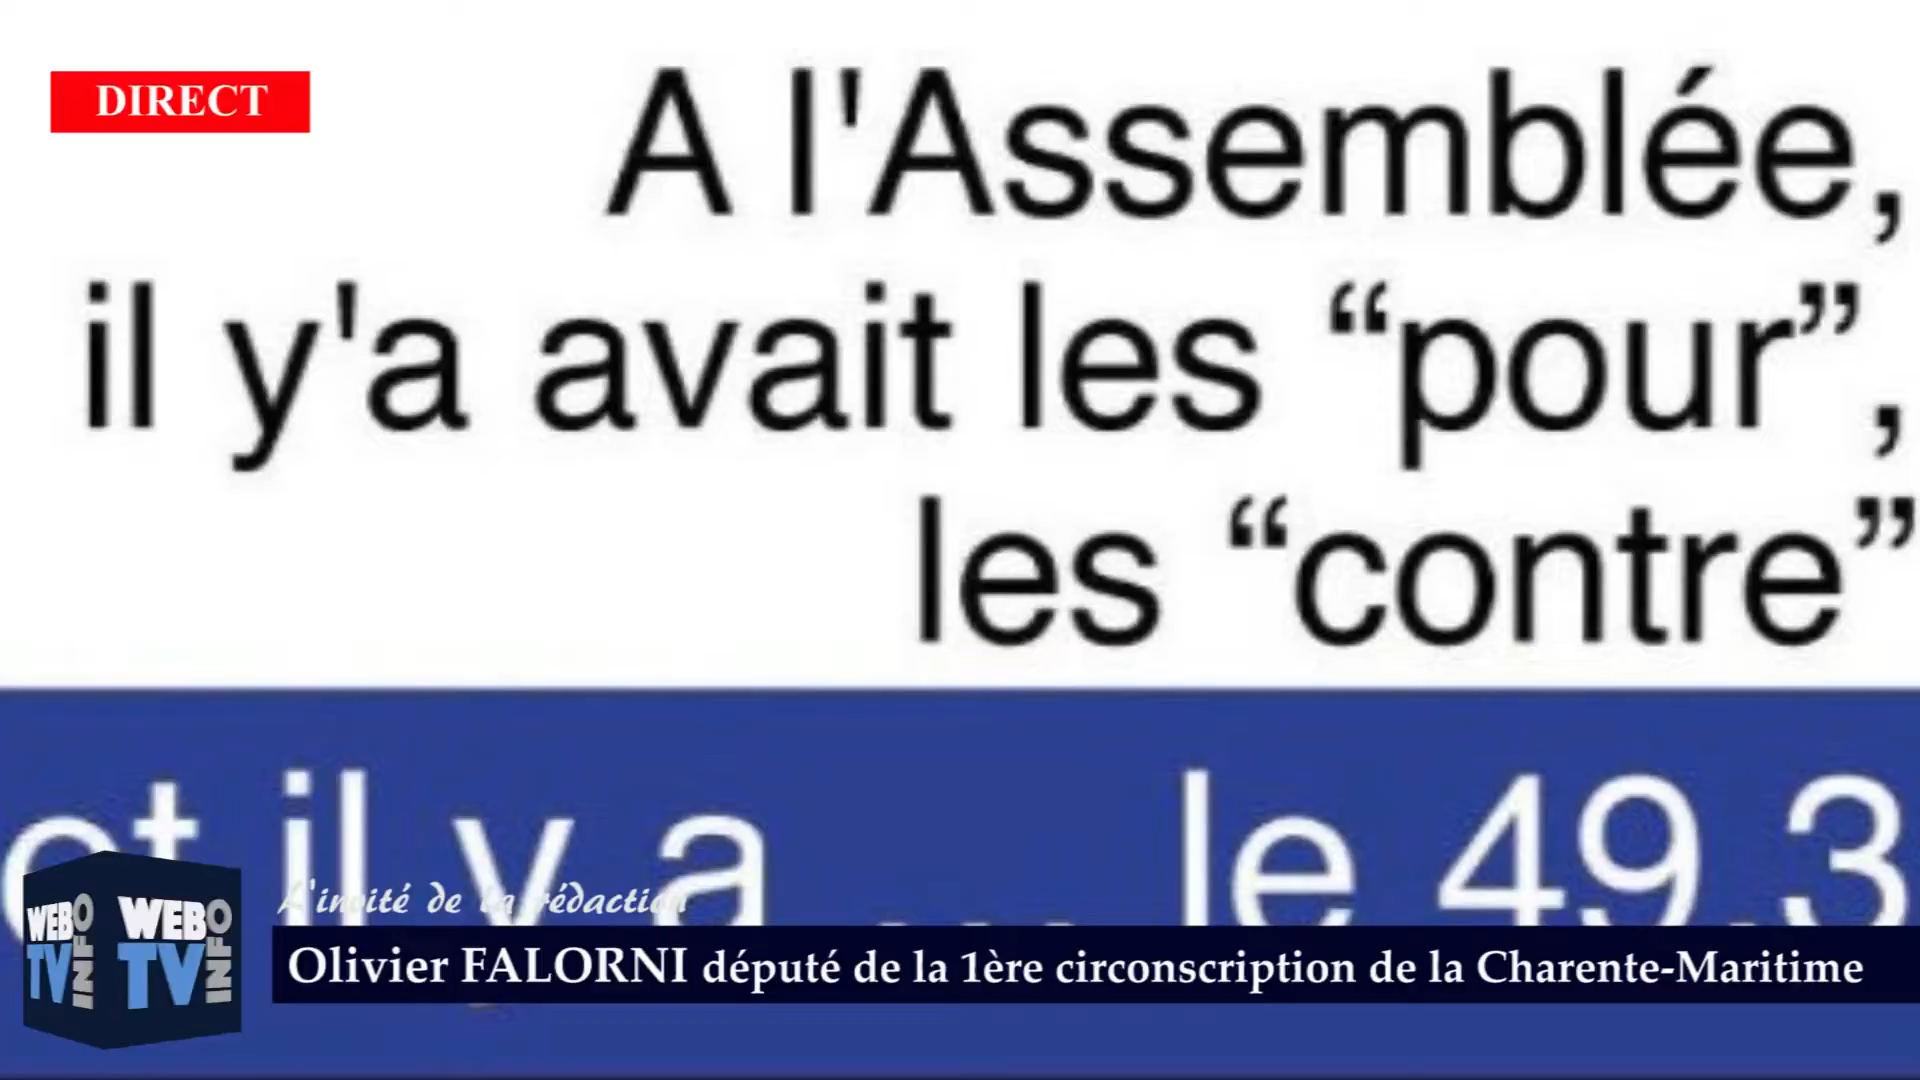 DIRECT
A l'Assemblée,
il y'a avait les “pour”,
les “contre”
et il y a ... le 49.3
L'invité de la rédaction
Olivier FALORNI député de la 1ère circonscription de la Charente-Maritime
WEBO TV INFO
WEBO TV INFO